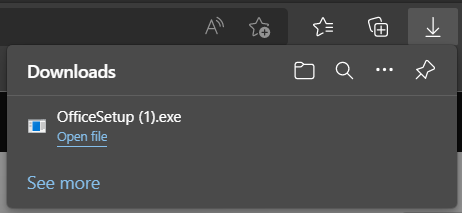 Downloads
OfficeSetup (1).exe
Open file
See more